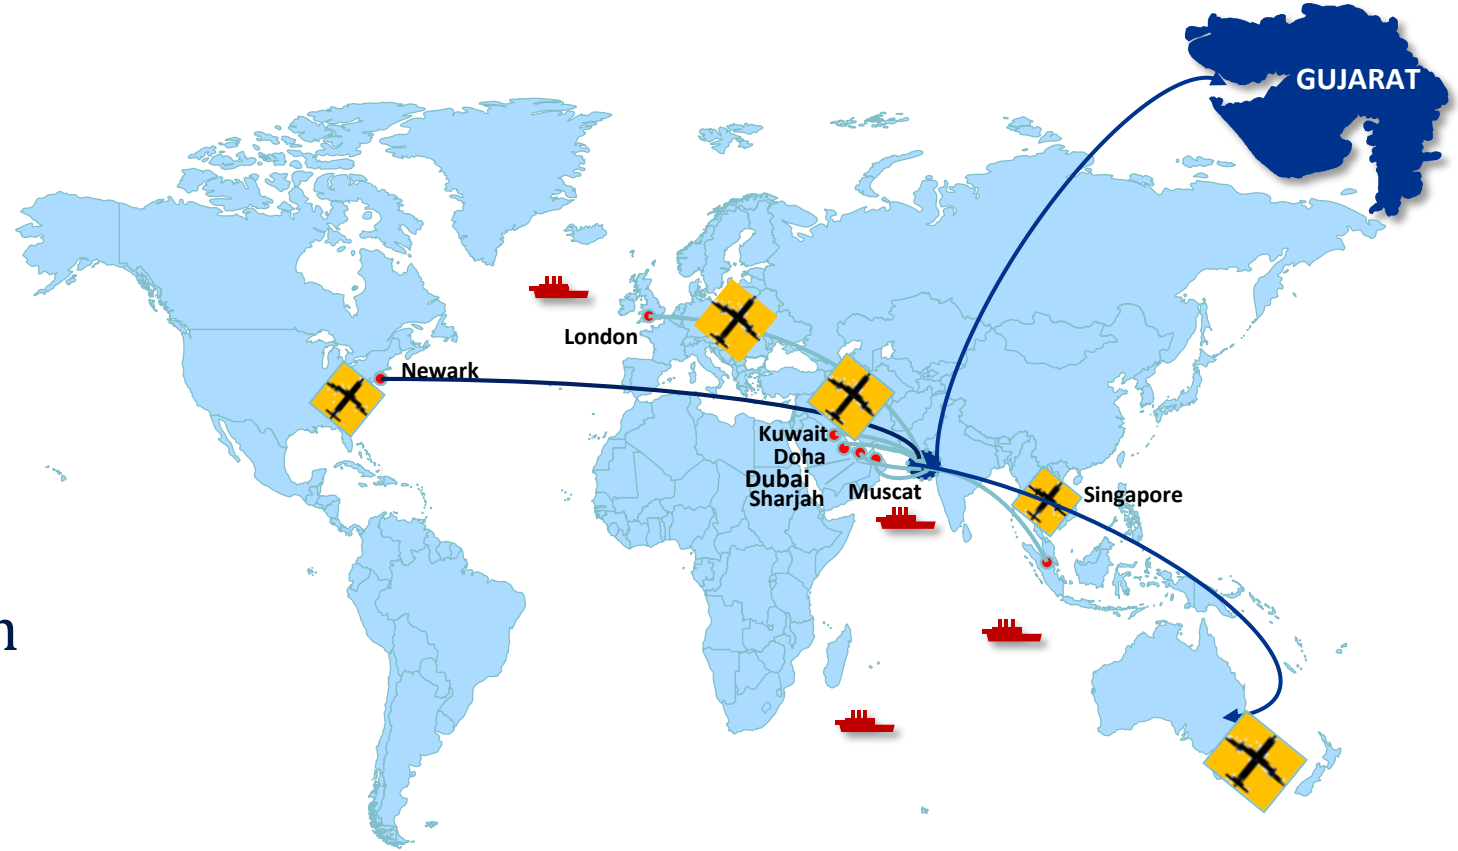 GUJARAT
London
Newark
Kuwait
Doha
Dubai
Sharjah
Muscat
Singapore
n